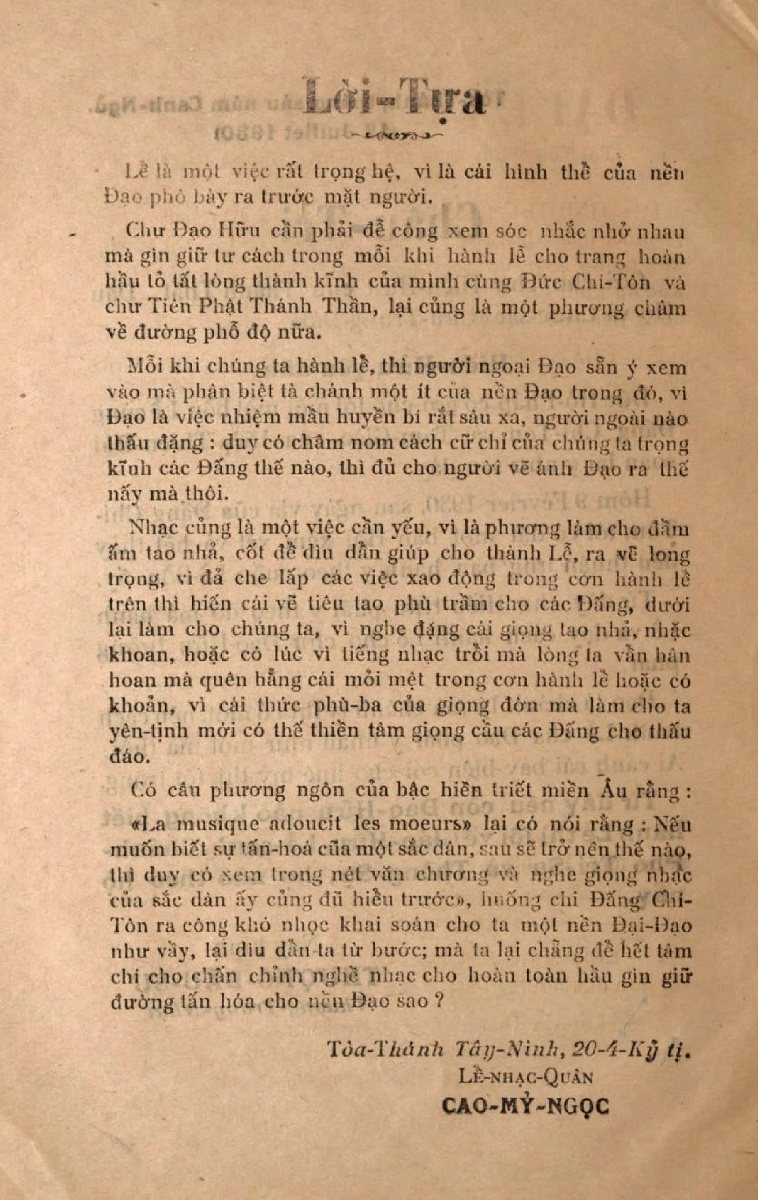 Lời-Tựa
Lể là một việc rất trọng hệ, vì là cái hình thể của nền
Đạo phô bày ra trước mặt người.
Chư Đạo Hữu cần phải để công xem sóc nhắc nhở nhau
mà gìn giữ tư cách trong mỗi khi hành lể cho trang hoàn
hầu tỏ tất lòng thành kĩnh của mình cùng Đức Chí-Tôn và
chư Tiên Phật Thánh Thần, lại củng là một phương châm
về đường phổ độ nữa.
Mỗi khi chúng ta hành lể, thì người ngoại Đạo sẵn ý xem
vào mà phân biệt tà chánh một ít của nền Đạo trong đó, vì
Đạo là việc nhiệm mầu huyền bí rất sâu xa, người ngoài nào
thấu đặng : duy có châm nom cách cữ chỉ của chúng ta trọng
kĩnh các Đấng thế nào, thì đủ cho người vẽ ánh Đạo ra thế
nấy mà thôi.
Nhạc củng là một việc cần yếu, vì là phương làm cho đầm
ấm tao nhả, cốt để dìu dẩn giúp cho thành Lễ, ra vẽ long
trọng, vì đả che lấp các việc xao động trong cơn hành lể
trên thì hiến cái vẽ tiêu tao phù trầm cho các Đấng, dưới
lại làm cho chúng ta, vì nghe đặng cái giọng tao nhả, nhặc
khoan, hoặc có lúc vì tiếng nhạc trổi mà lòng ta vần hân
hoan mà quên hẳng cái mỏi mệt trong cơn hành lể hoặc có
khoản, vì cái thức phù-ba của giọng đờn mà làm cho ta
yên-tịnh mới có thể thiền tâm giọng cầu các Đấng cho thấu
đáo.
Có câu phương ngôn của bậc hiền triết miền Âu rằng :
«La musique adoucit les moeurs» lại có nói rằng : Nếu
muốn biết sự tấn-hoá cũa một sắc dân, sau sẽ trở nên thế nào,
thì duy có xem trong nét văn chương và nghe giọng nhạc
của sắc dân ấy củng đũ hiểu trước», huống chi Đấng Chí-
Tôn ra công khó nhọc khai soán cho ta một nền Đại-Đạo
như vầy, lại dìu dần ta từ bước; mà ta lại chẵng để hết tâm
chí cho chấn chỉnh nghề nhạc cho hoàn toàn hầu gìn giữ
đường tấn hóa cho nền Đạo sao ?
Tòa-Thánh Tây-Ninh, 20-4-Kỷ tị.
LỄ-NHẠC-QUÂN
CAO-MỶ-NGỌC